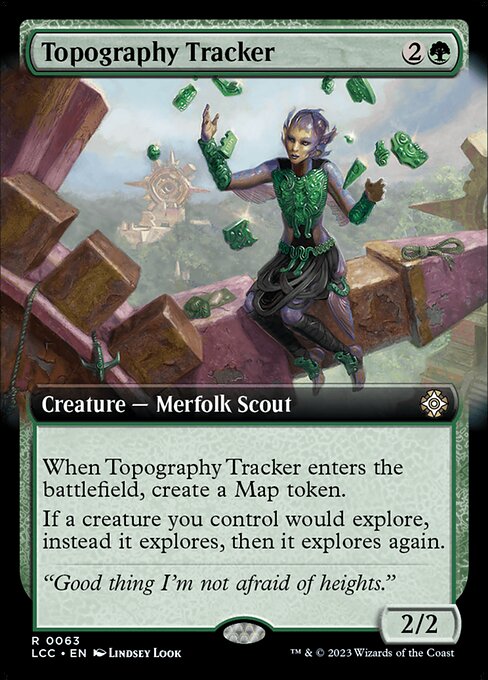 Topography Tracker 2
Creature — Merfolk Scout
When Topography Tracker enters the
battlefield, create a Map token.
If a creature you control would explore,
instead it explores, then it explores again.
“Good thing I’m not afraid of heights.”
2/2
R 0063
LCC • EN Lindsey Look
™ & © 2023 Wizards of the Coast